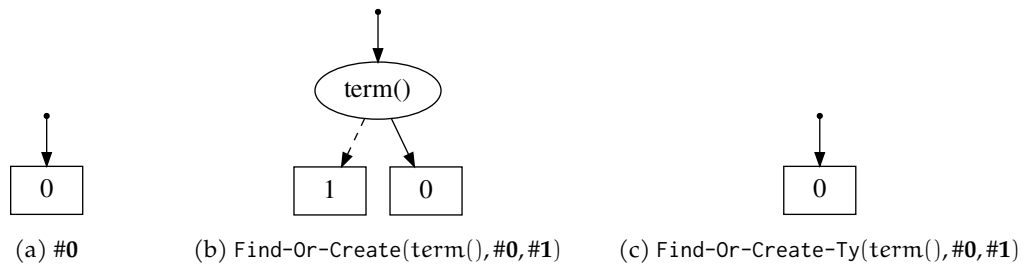 term()
0
1
0
0
(a) #0
(b) Find-Or-Create(term(), #0, #1)
(c) Find-Or-Create-Ty(term(), #0, #1)